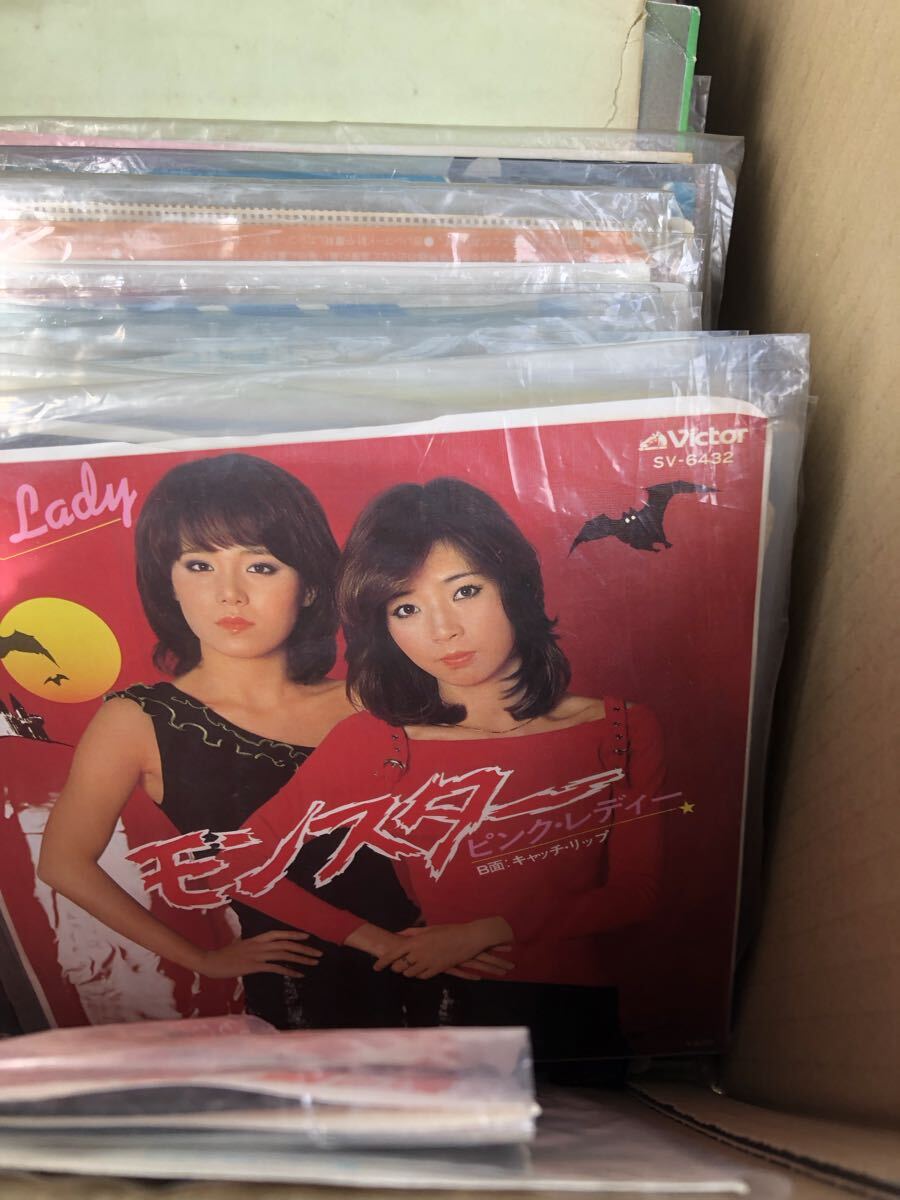 Victor
SV-6432
Lady
モンスター
ピンク・レディー
B面:キャッチ・リップ